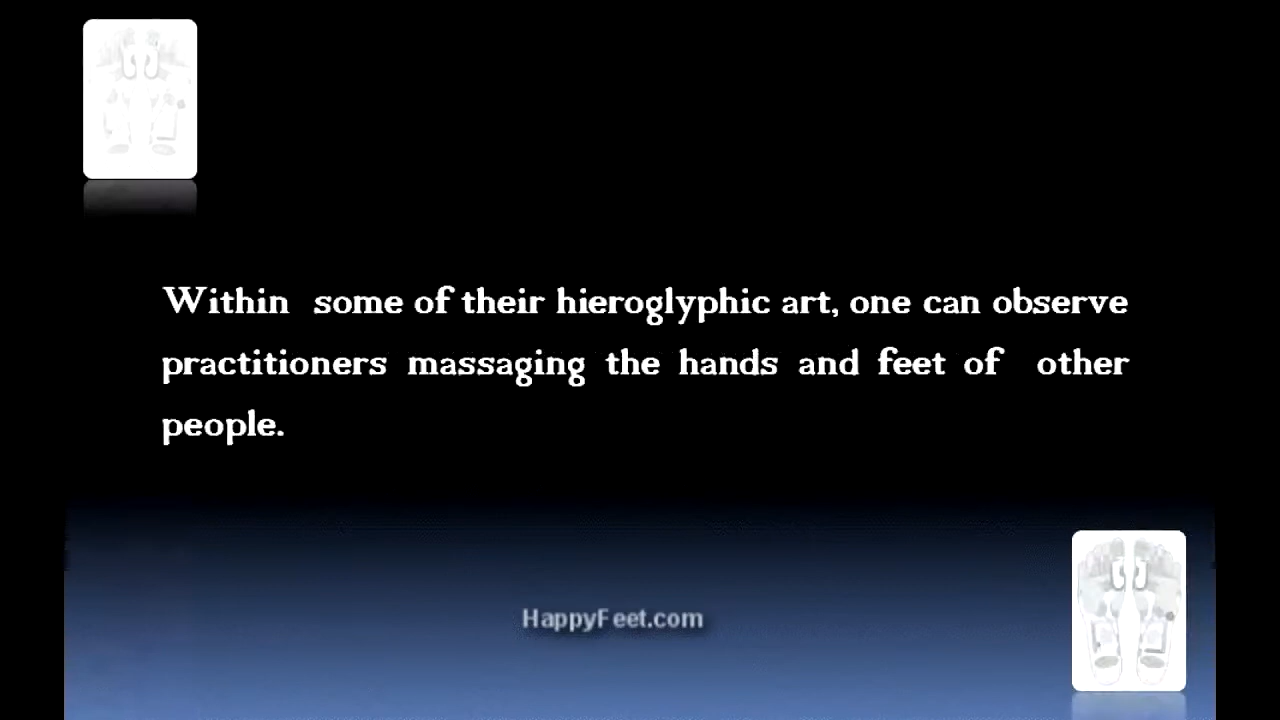 Within some of their hieroglyphic art, one can observe
practitioners massaging the hands and feet of other
people.
HappyFeet.com